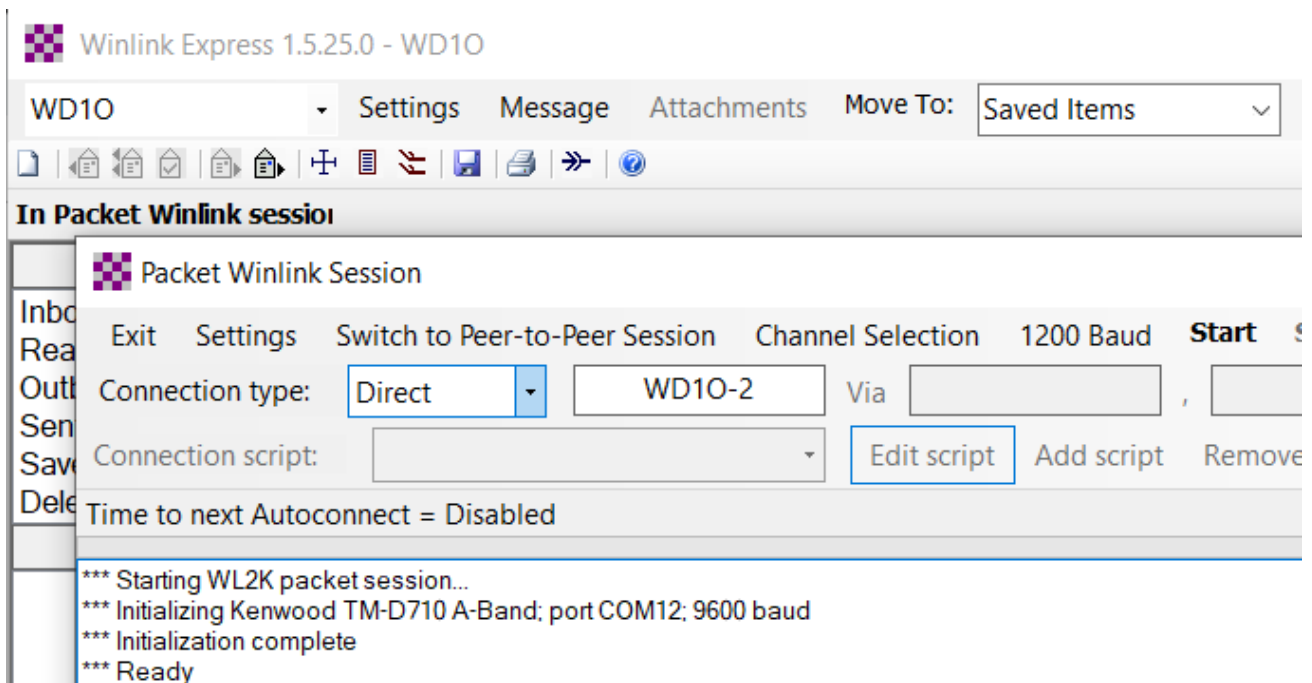 Winlink Express 1.5.25.0 - WD1O
WD1O Settings Message Attachments Move To: Saved Items
In Packet Winlink session
Packet Winlink Session
Inbo
Exit Settings Switch to Peer-to-Peer Session Channel Selection 1200 Baud Start S
Rea
Outb
Connection type: Direct WD1O-2 Via ,
Sen
Connection script: Edit script Add script Remove
Save
Dele
Time to next Autoconnect = Disabled
*** Starting WL2K packet session...
*** Initializing Kenwood TM-D710 A-Band; port COM12; 9600 baud
*** Initialization complete
*** Ready